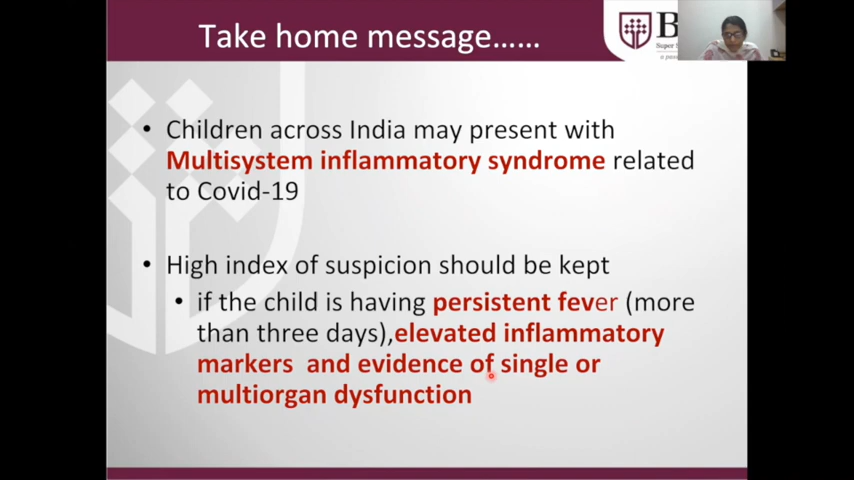 Take home message……
B
Super
a pass
• Children across India may present with
Multisystem inflammatory syndrome related
to Covid-19
• High index of suspicion should be kept
• if the child is having persistent fever (more
than three days),elevated inflammatory
markers and evidence of single or
multiorgan dysfunction